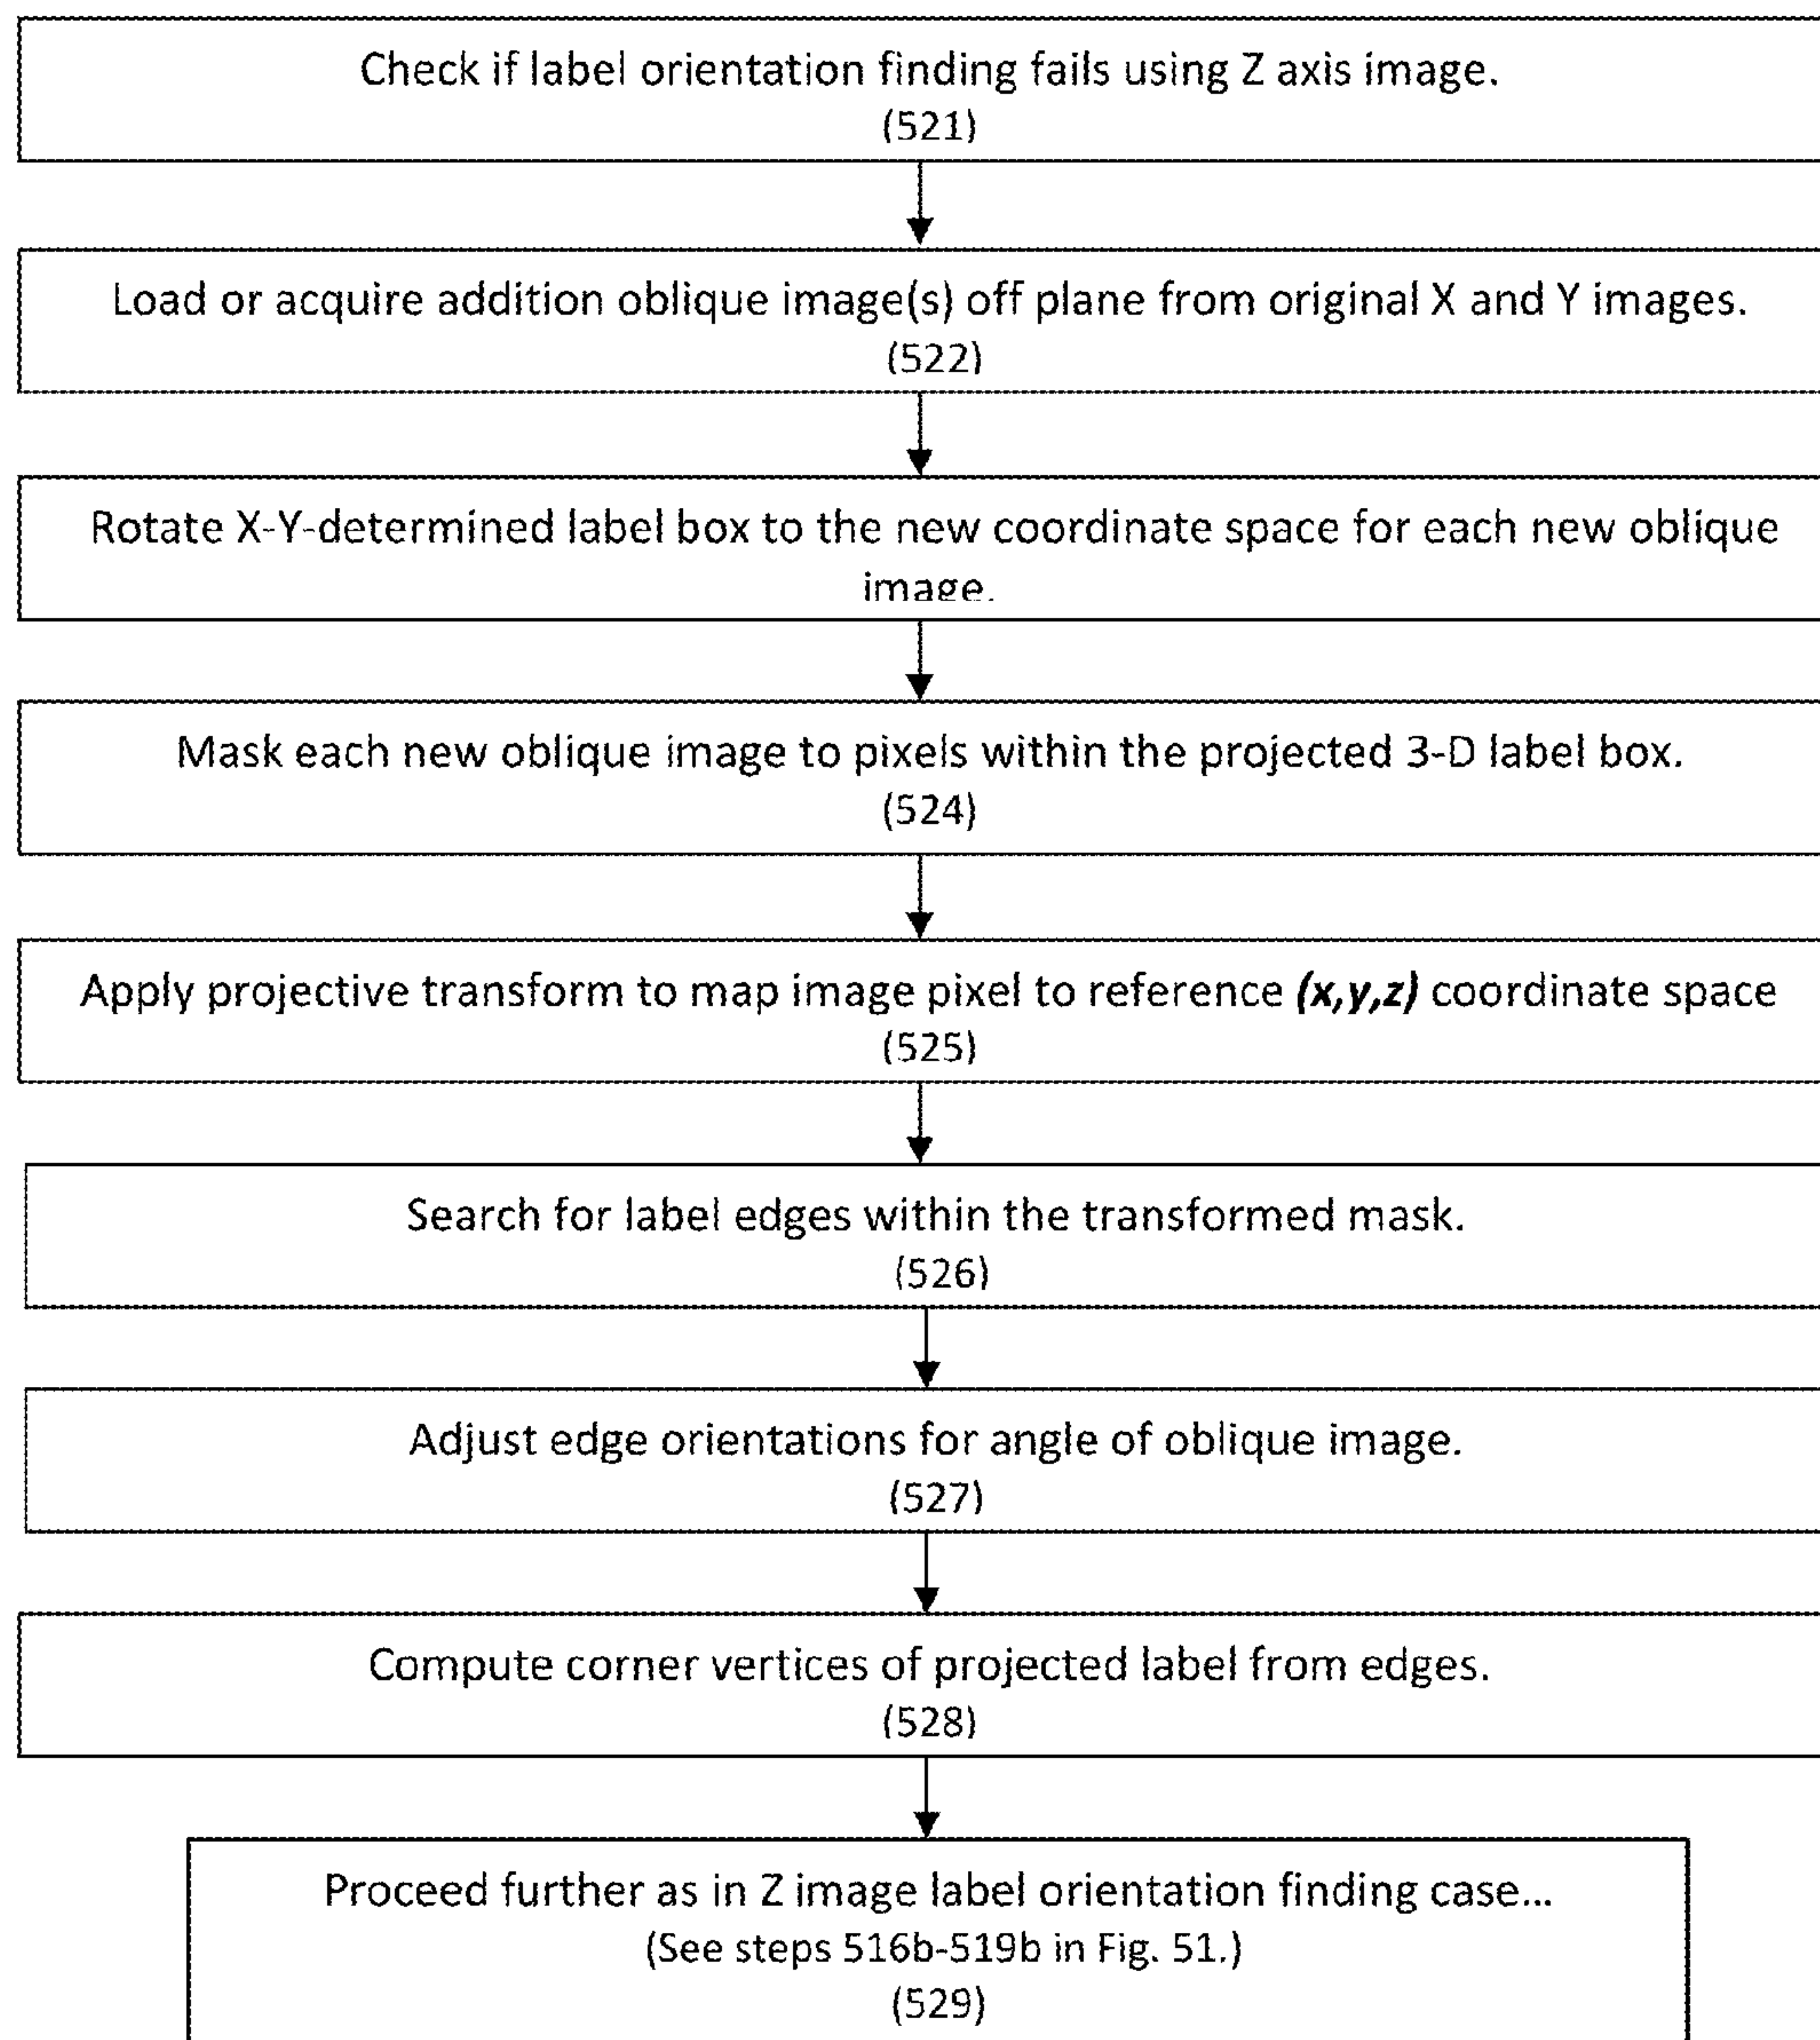 Check if label orientation finding fails using Z axis image.
(521)
Load or acquire addition oblique image(s) off plane from original X and Y images.
(522)
Rotate X-Y-determined label box to the new coordinate space for each new oblique
image.
Mask each new oblique image to pixels within the projected 3-D label box.
(524)
Apply projective transform to map image pixel to reference (x,y,z) coordinate space
(525)
Search for label edges within the transformed mask.
(526)
Adjust edge orientations for angle of oblique image.
(527)
Compute corner vertices of projected label from edges.
(528)
Proceed further as in Z image label orientation finding case...
(See steps 516b-519b in Fig. 51.)
(529)